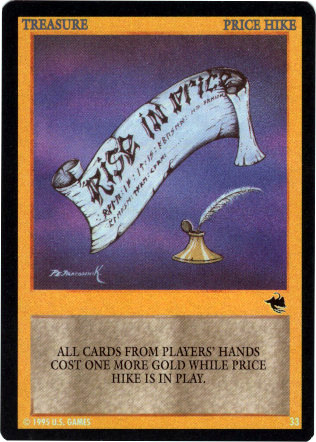 TREASURE PRICE HIKE
Rise in price
ALL CARDS FROM PLAYERS' HANDS
COST ONE MORE GOLD WHILE PRICE
HIKE IS IN PLAY.
© 1995 U.S. GAMES 33